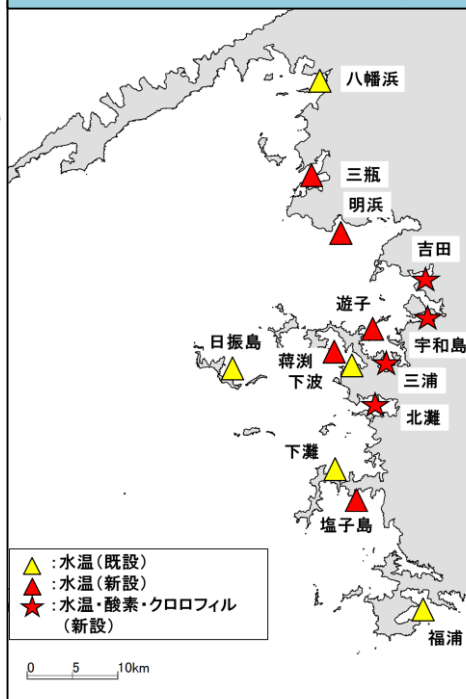 八幡浜
三瓶
明浜
吉田
遊子
宇和島
日振島
蒋渕
下波
三浦
北灘
下灘
塩子島
福浦
:水温(既設)
:水温(新設)
:水温・酸素・クロロフィル
(新設)
0 5 10km